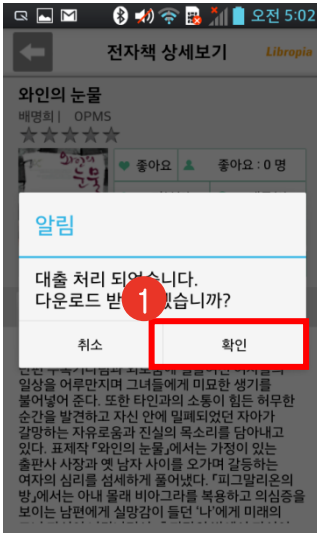 오전 5:02
전자책 상세보기
Libropia
와인의 눈물
배명희 | OPMS
와인의
눈물
좋아요
좋아요 : 0 명
알림
대출 처리 되었습니다.
다운로드 받 겠습니까?
1
취소
확인
일상을 어루만지며 그녀들에게 미묘한 생기를
불어넣어 준다. 또한 타인과의 소통이 힘든 허무한
순간을 발견하고 자신 안에 밀폐되었던 자아가
갈망하는 자유로움과 진실의 목소리를 담아내고
있다. 표제작 『와인의 눈물』에서는 가정이 있는
출판사 사장과 옛 남자 사이를 오가며 갈등하는
여자의 심리를 섬세하게 풀어냈다. 「피그말리온의
방」에서는 아내 몰래 비아그라를 복용하고 의심증을
보이는 남편에게 실망감이 들던 '나'에게 미래의